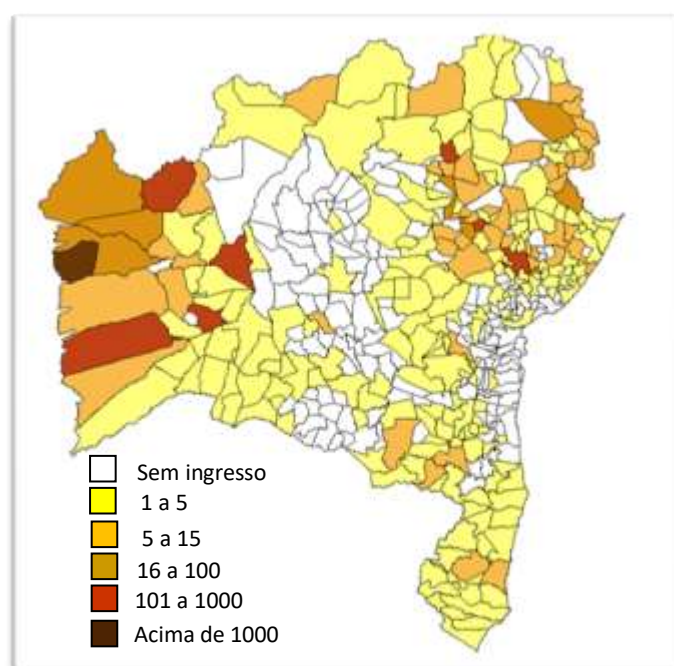 Sem ingresso
1 a 5
5 a 15
16 a 100
101 a 1000
Acima de 1000